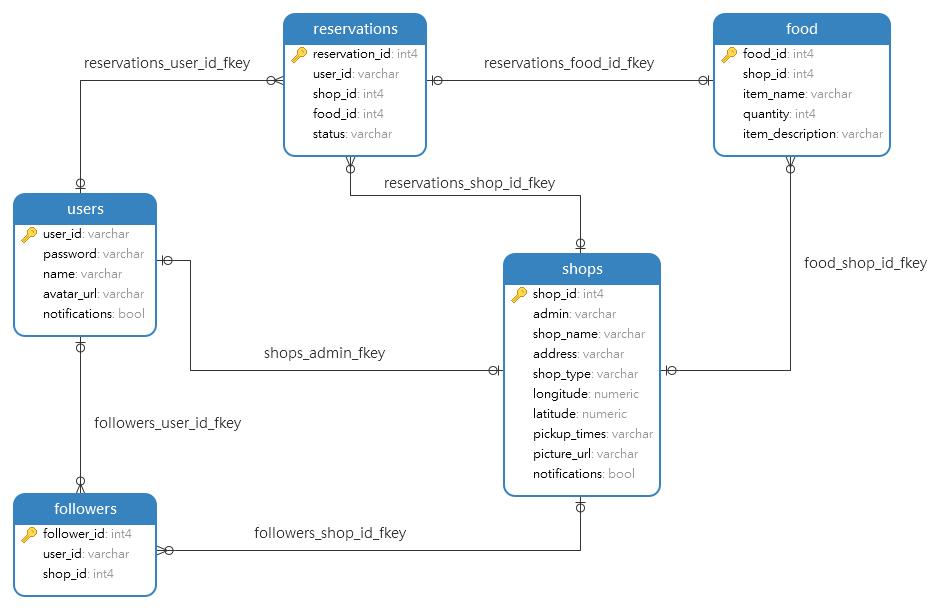 reservations
reservation_id: int4
user_id: varchar
shop_id: int4
food_id: int4
status: varchar
food
food_id: int4
shop_id: int4
item_name: varchar
quantity: int4
item_description: varchar
reservations_user_id_fkey
reservations_food_id_fkey
reservations_shop_id_fkey
users
user_id: varchar
password: varchar
name: varchar
avatar_url: varchar
notifications: bool
shops
shop_id: int4
admin: varchar
shop_name: varchar
address: varchar
shop_type: varchar
longitude: numeric
latitude: numeric
pickup_times: varchar
picture_url: varchar
notifications: bool
food_shop_id_fkey
shops_admin_fkey
followers_user_id_fkey
followers
follower_id: int4
user_id: varchar
shop_id: int4
followers_shop_id_fkey